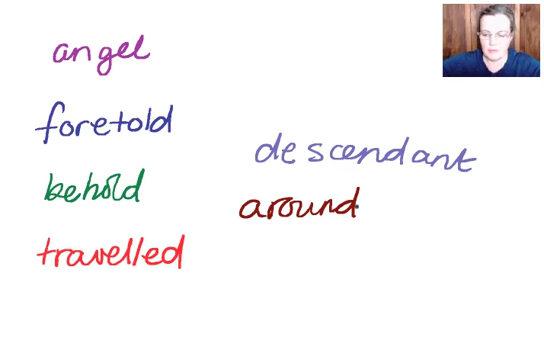 angel
foretold
behold
travelled
descendant
around